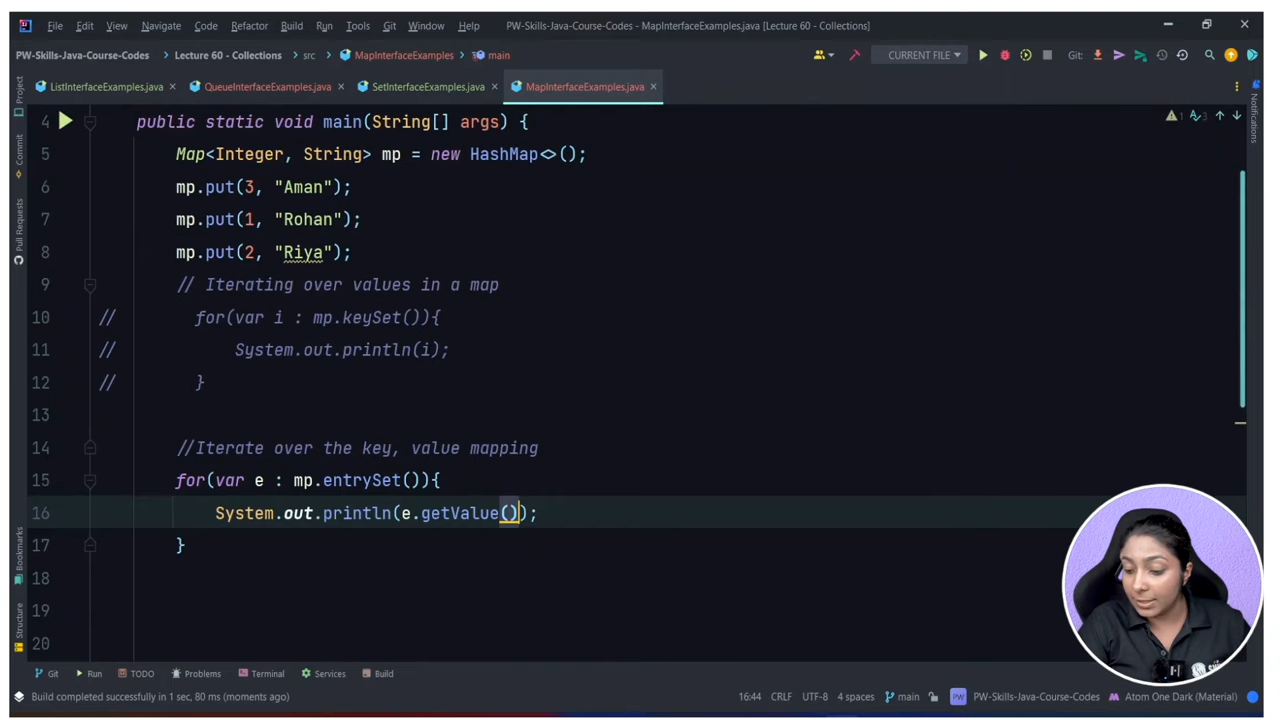 File Edit View Navigate Code Refactor Build Run Tools Git Window Help PW-Skills-Java-Course-Codes - MapInterfaceExamples.java [Lecture 60 - Collections]
PW-Skills-Java-Course-Codes Lecture 60 - Collections src MapInterfaceExamples main CURRENT FILE Git:
ListInterfaceExamples.java QueueInterfaceExamples.java SetInterfaceExamples.java MapInterfaceExamples.java
Project
Commit
Pull Requests
Bookmarks
Structure
Notifications
1 3
4 public static void main(String[] args) {
5 Map<Integer, String> mp = new HashMap<>();
6 mp.put(3, "Aman");
7 mp.put(1, "Rohan");
8 mp.put(2, "Riya");
9 // Iterating over values in a map
10 // for(var i : mp.keySet()){
11 // System.out.println(i);
12 // }
13
14 //Iterate over the key, value mapping
15 for(var e : mp.entrySet()){
16 System.out.println(e.getValue());
17 }
18
19
20
Git Run TODO Problems Terminal Services Build
Build completed successfully in 1 sec, 80 ms (moments ago) 16:44 CRLF UTF-8 4 spaces main PW PW-Skills-Java-Course-Codes Atom One Dark (Material)